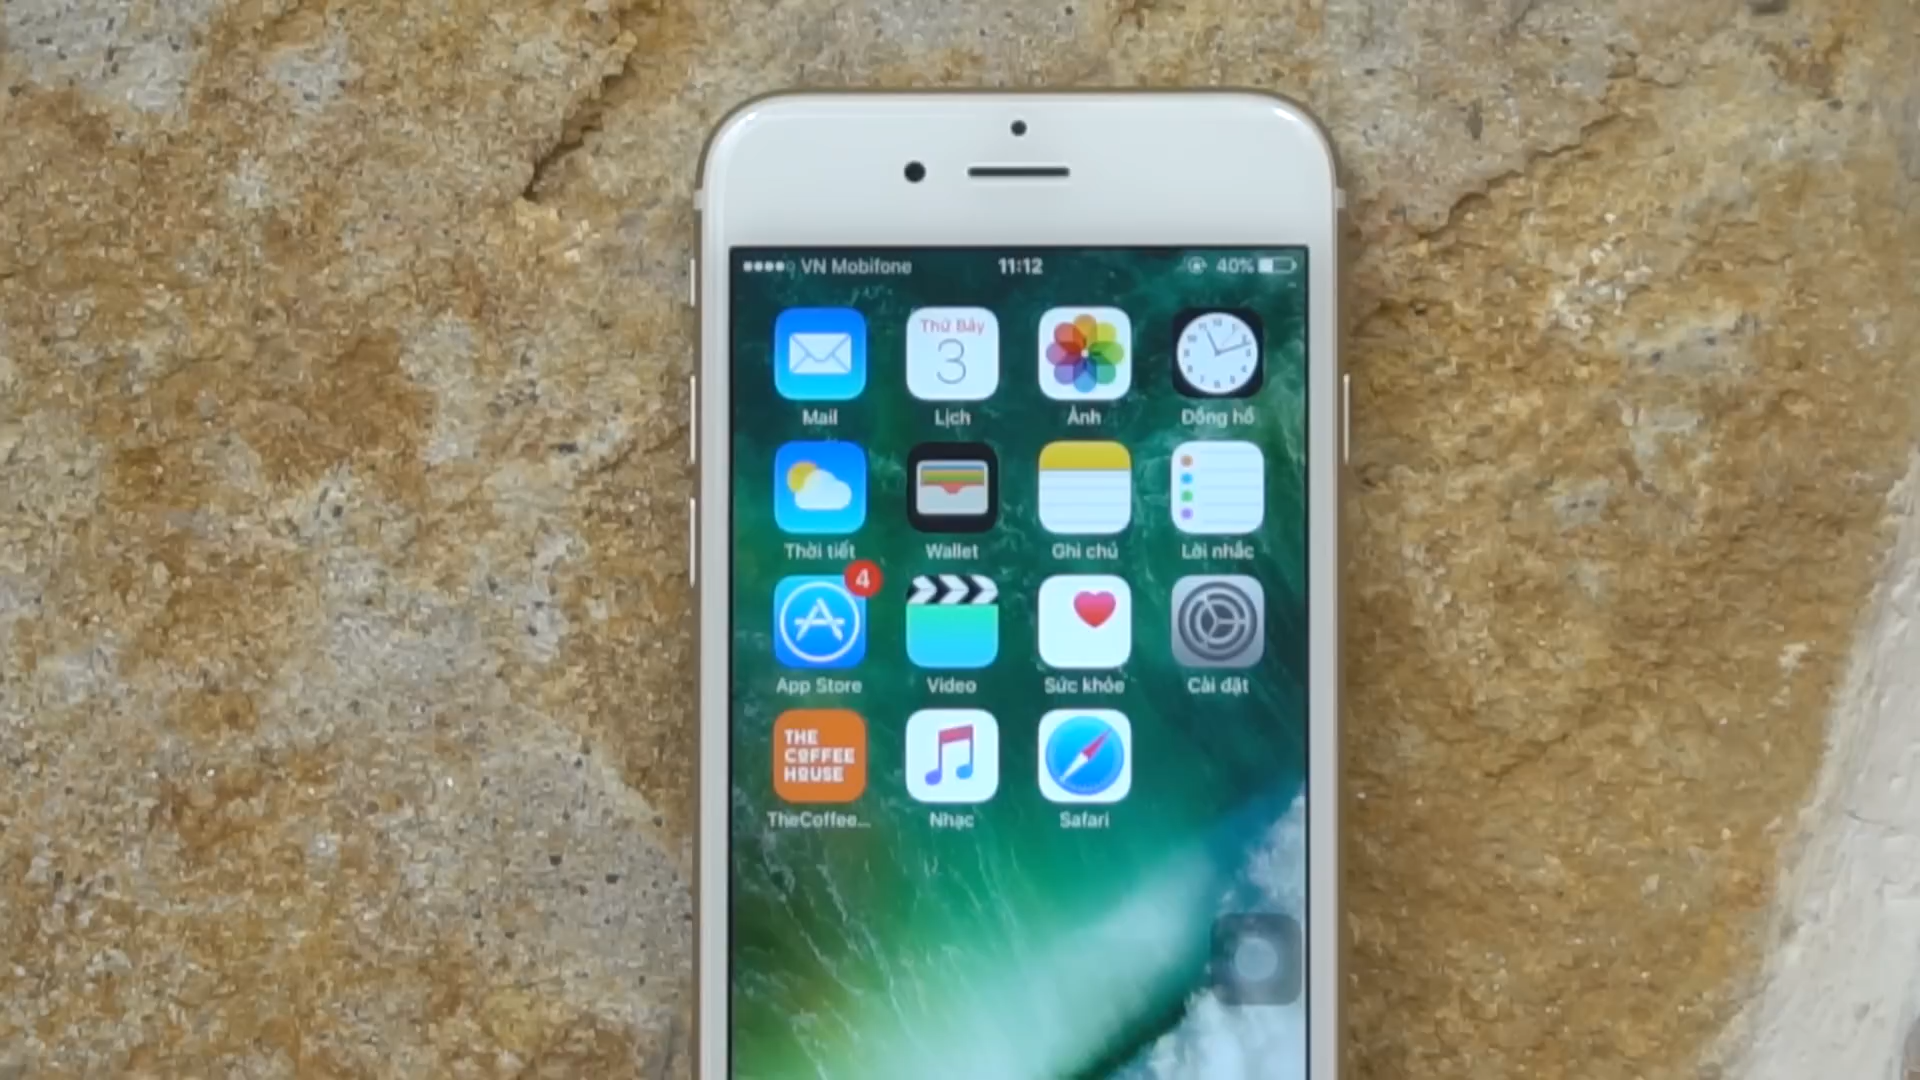 VN Mobifone 11:12 40%
Thứ Bảy
3
Mail Lịch Ảnh Đồng hồ
Thời tiết Wallet Ghi chú Lời nhắc
4
App Store Video Sức khỏe Cài đặt
THE
COFFEE
HOUSE
TheCoffee... Nhạc Safari